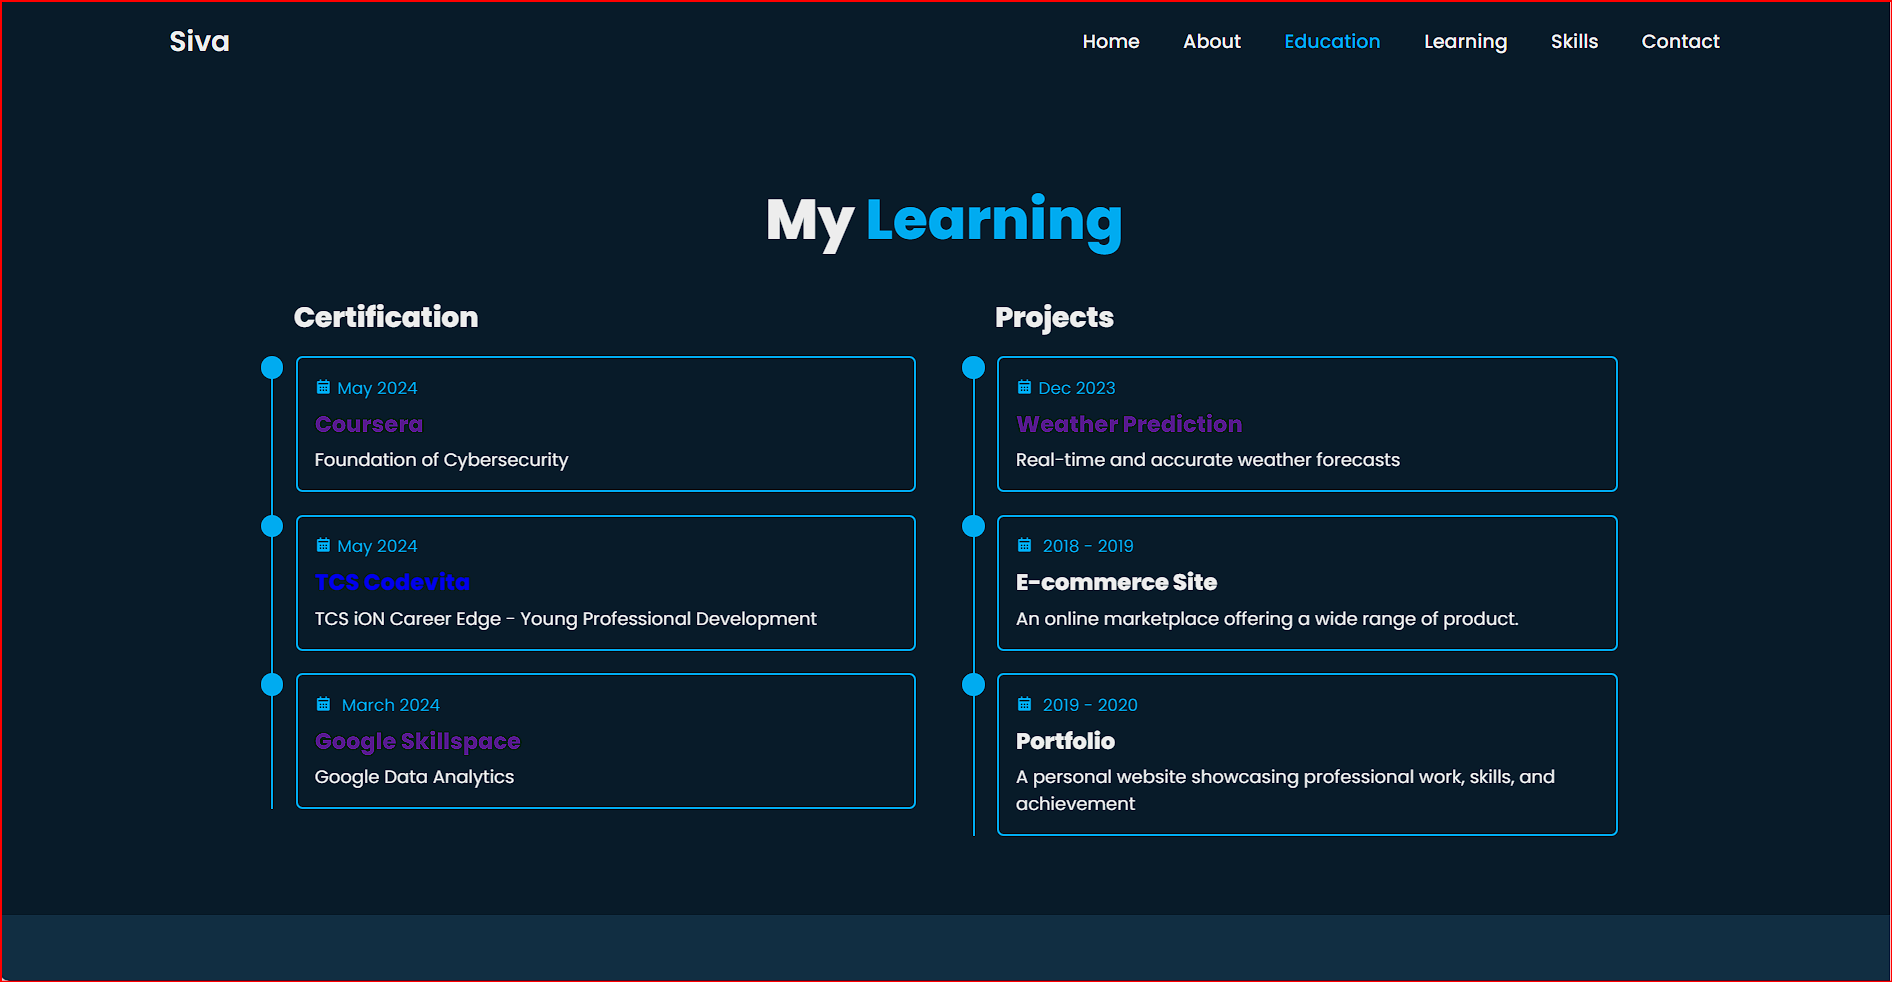 Siva
Home About Education Learning Skills Contact
My Learning
Certification
May 2024
Coursera
Foundation of Cybersecurity
May 2024
TCS Codevita
TCS iON Career Edge - Young Professional Development
March 2024
Google Skillspace
Google Data Analytics
Projects
Dec 2023
Weather Prediction
Real-time and accurate weather forecasts
2018 - 2019
E-commerce Site
An online marketplace offering a wide range of product.
2019 - 2020
Portfolio
A personal website showcasing professional work, skills, and
achievement